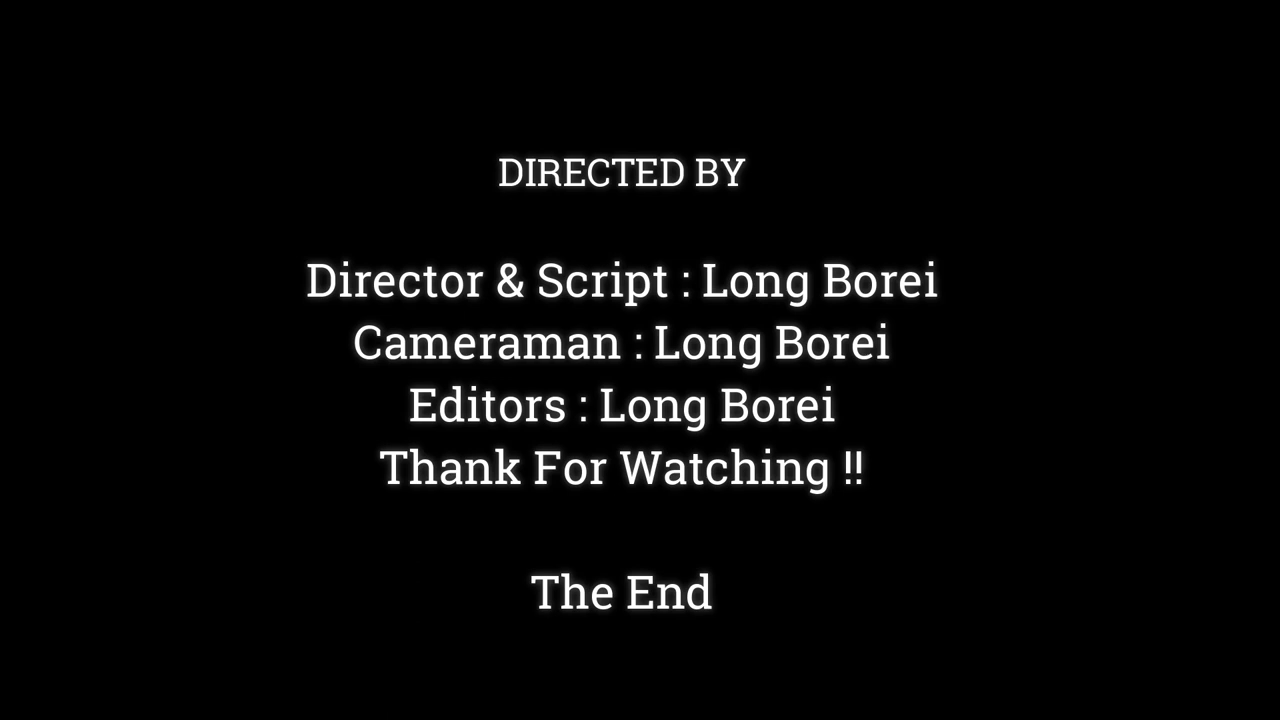 DIRECTED BY
Director & Script : Long Borei
Cameraman : Long Borei
Editors : Long Borei
Thank For Watching !!
The End